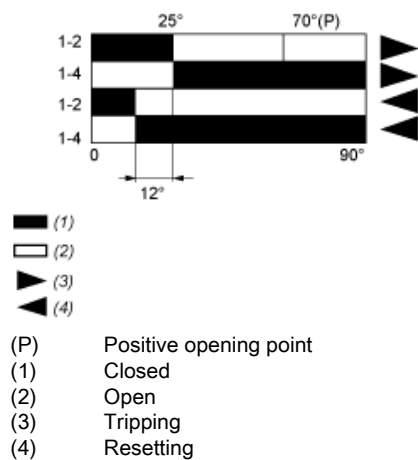 25° 70°(P)
1-2
1-4
1-2
1-4
0 90°
12°
(1)
(2)
(3)
(4)
(P) Positive opening point
(1) Closed
(2) Open
(3) Tripping
(4) Resetting